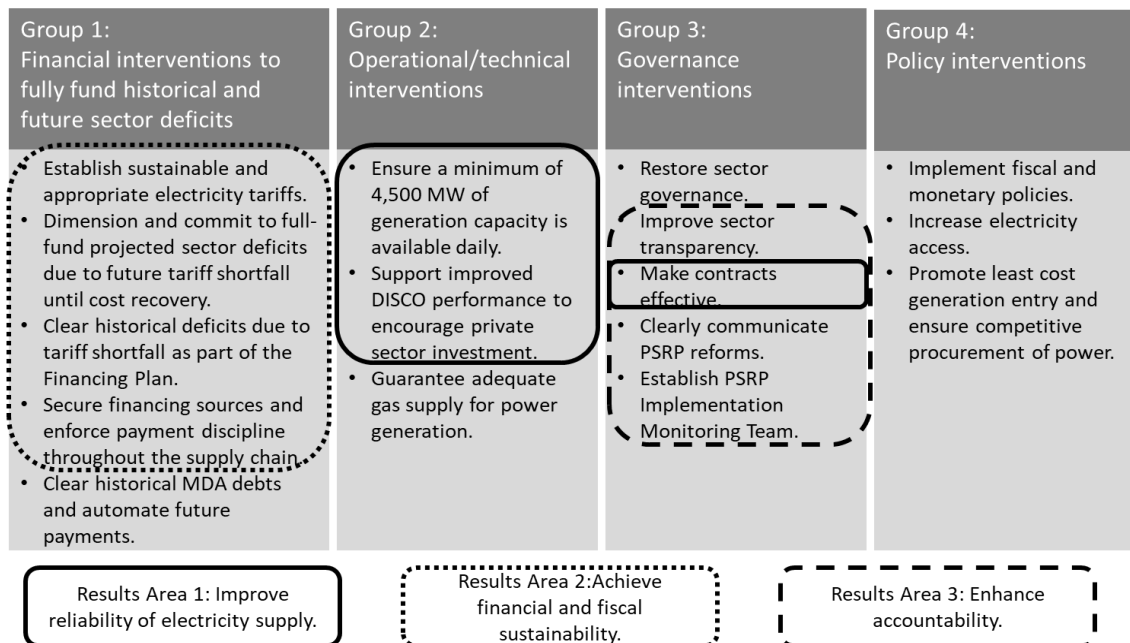 Group 1:
Financial interventions to
fully fund historical and
future sector deficits
• Establish sustainable and
appropriate electricity tariffs.
• Dimension and commit to full-
fund projected sector deficits
due to future tariff shortfall
until cost recovery.
• Clear historical deficits due to
tariff shortfall as part of the
Financing Plan.
• Secure financing sources and
enforce payment discipline
throughout the supply chain.
• Clear historical MDA debts
and automate future
payments.
Group 2:
Operational/technical
interventions
• Ensure a minimum of
4,500 MW of
generation capacity is
available daily.
• Support improved
DISCO performance to
encourage private
sector investment.
• Guarantee adequate
gas supply for power
generation.
Group 3:
Governance
interventions
• Restore sector
governance.
• Improve sector
transparency.
• Make contracts
effective.
• Clearly communicate
PSRP reforms.
• Establish PSRP
Implementation
Monitoring Team.
Group 4:
Policy interventions
• Implement fiscal and
monetary policies.
• Increase electricity
access.
• Promote least cost
generation entry and
ensure competitive
procurement of power.
Results Area 1: Improve
reliability of electricity supply.
Results Area 2:Achieve
financial and fiscal
sustainability.
Results Area 3: Enhance
accountability.